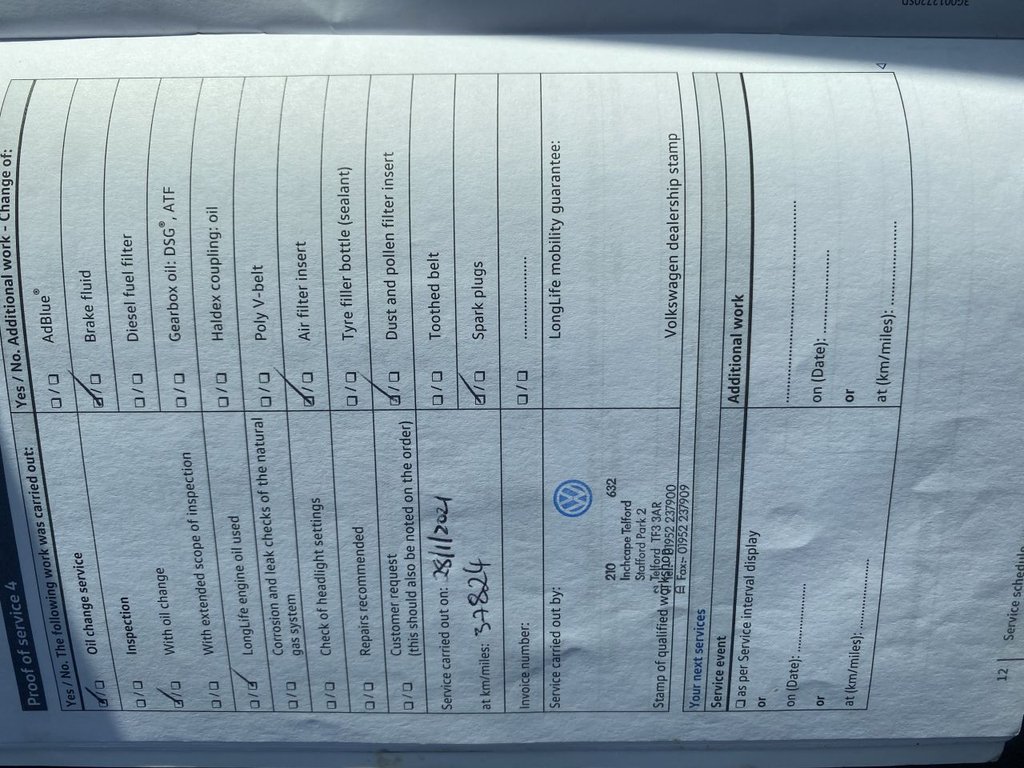 Proof of service 4
Yes / No. The following work was carried out:
Oil change service
Inspection
With oil change
With extended scope of inspection
LongLife engine oil used
Corrosion and leak checks of the natural
gas system
Check of headlight settings
Repairs recommended
Customer request
(this should also be noted on the order)
Service carried out on: 28/1/2021
at km/miles: 37824
Invoice number:
Yes / No. Additional work - Change of:
AdBlue®
Brake fluid
Diesel fuel filter
Gearbox oil: DSG®, ATF
Haldex coupling: oil
Poly V-belt
Air filter insert
Tyre filler bottle (sealant)
Dust and pollen filter insert
Toothed belt
Spark plugs
Service carried out by:
210 632
Inchcape Telford
Stafford Park 2
Telford TF3 3AR
01952 237900
Fax:- 01952 237909
Stamp of qualified workshop
LongLife mobility guarantee:
Volkswagen dealership stamp
Your next services
Service event
as per Service interval display
or
on (Date):
or
at (km/miles):
Additional work
on (Date):
or
at (km/miles):
12 Service schedule